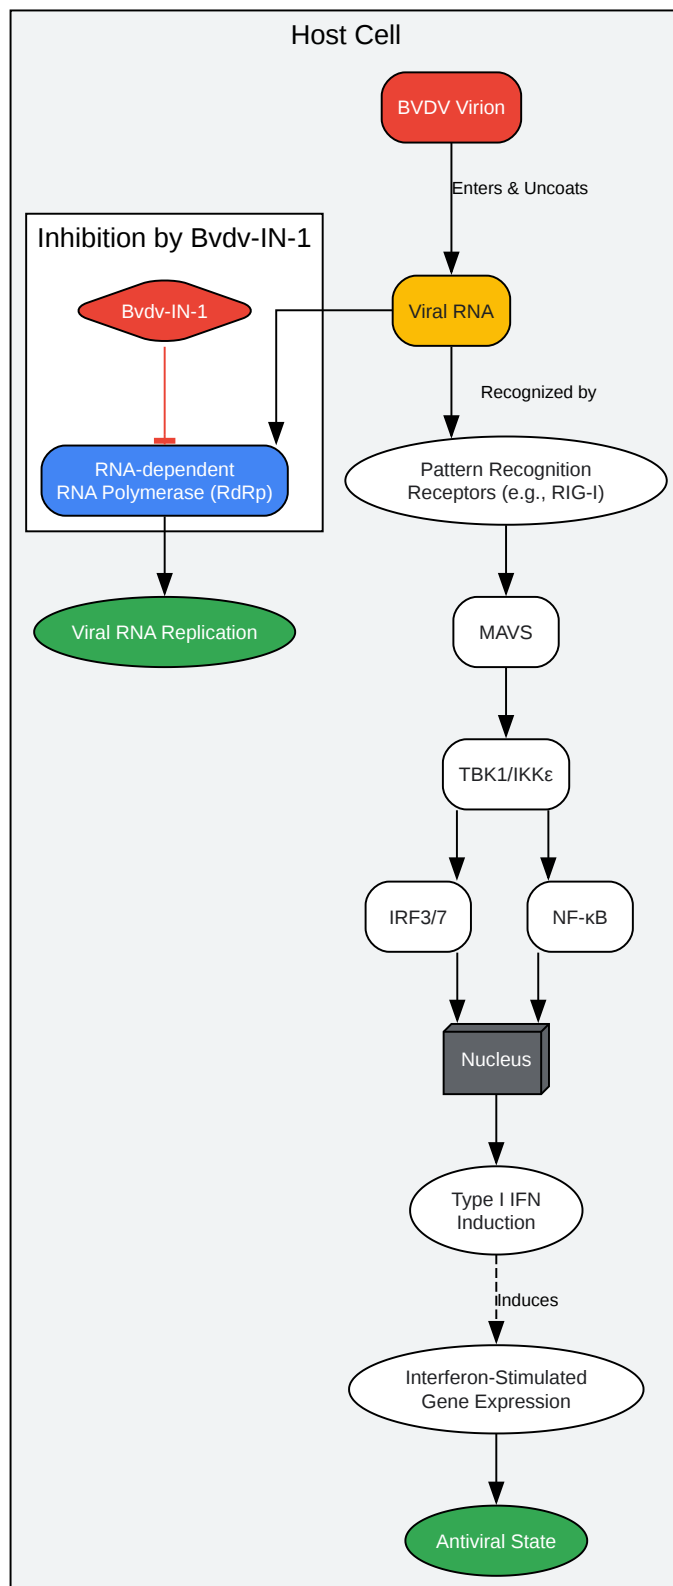 Host Cell
BVDV Virion
Enters & Uncoats
Inhibition by Bvdv-IN-1
Bvdv-IN-1
Viral RNA
Recognized by
RNA-dependent
RNA Polymerase (RdRp)
Pattern Recognition
Receptors (e.g., RIG-I)
Viral RNA Replication
MAVS
TBK1/IKKε
IRF3/7
NF-κB
Nucleus
Type I IFN
Induction
Induces
Interferon-Stimulated
Gene Expression
Antiviral State